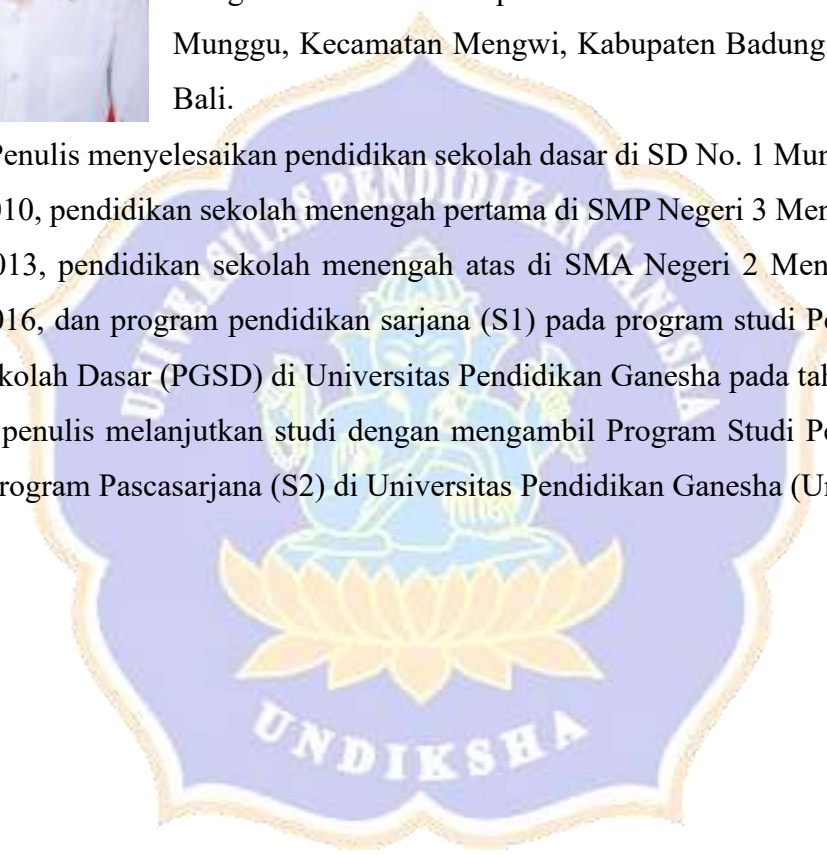 Munggu, Kecamatan Mengwi, Kabupaten Badung
Bali.
Penulis menyelesaikan pendidikan sekolah dasar di SD No. 1 Mun
010, pendidikan sekolah menengah pertama di SMP Negeri 3 Men
013, pendidikan sekolah menengah atas di SMA Negeri 2 Men
016, dan program pendidikan sarjana (S1) pada program studi Pe
kolah Dasar (PGSD) di Universitas Pendidikan Ganesha pada tah
penulis melanjutkan studi dengan mengambil Program Studi Pe
rogram Pascasarjana (S2) di Universitas Pendidikan Ganesha (Un
UNIVERSITAS PENDIDIKAN GANESHA
UNDIKSHA